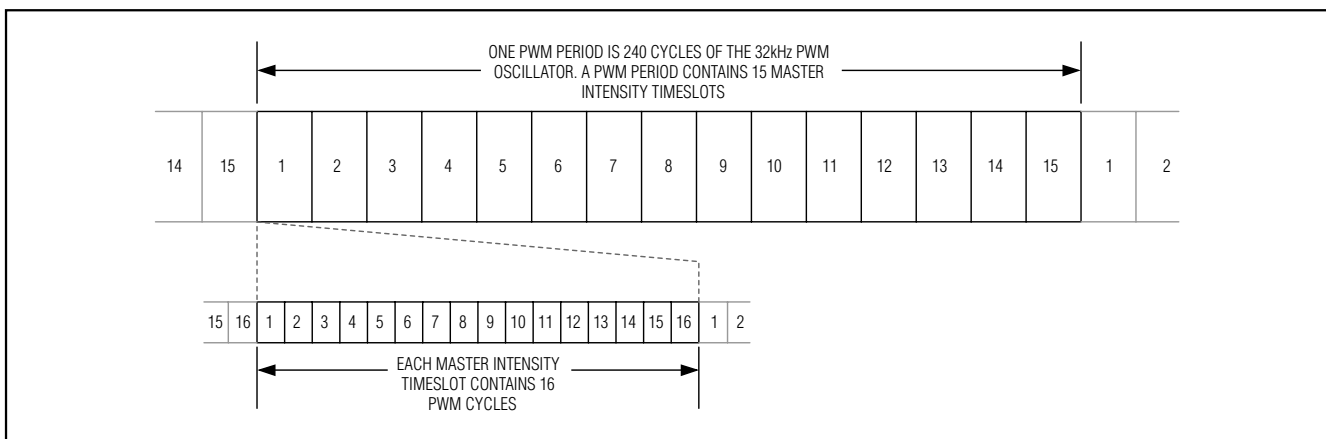 ONE PWM PERIOD IS 240 CYCLES OF THE 32kHz PWM
OSCILLATOR. A PWM PERIOD CONTAINS 15 MASTER
INTENSITY TIMESLOTS
14 15 1 2 3 4 5 6 7 8 9 10 11 12 13 14 15 1 2
15 16 1 2 3 4 5 6 7 8 9 10 11 12 13 14 15 16 1 2
EACH MASTER INTENSITY
TIMESLOT CONTAINS 16
PWM CYCLES